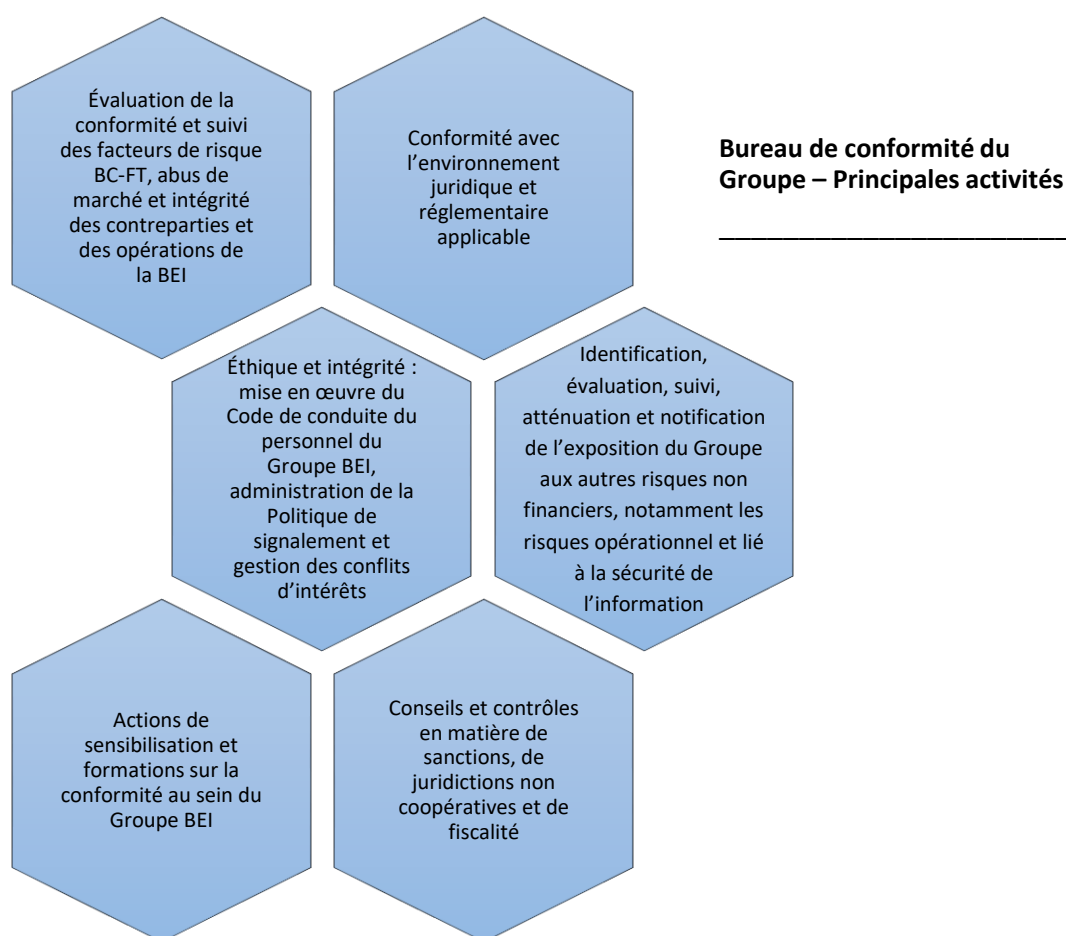 Évaluation de la
conformité et suivi
des facteurs de risque
BC-FT, abus de
marché et intégrité
des contreparties et
des opérations de
la BEI
Conformité avec
l’environnement
juridique et
réglementaire
applicable
Bureau de conformité du
Groupe – Principales activités
Éthique et intégrité :
mise en œuvre du
Code de conduite du
personnel du
Groupe BEI,
administration de la
Politique de
signalement et
gestion des conflits
d’intérêts
Identification,
évaluation, suivi,
atténuation et notification
de l’exposition du Groupe
aux autres risques non
financiers, notamment les
risques opérationnel et lié
à la sécurité de
l’information
Actions de
sensibilisation et
formations sur la
conformité au sein du
Groupe BEI
Conseils et contrôles
en matière de
sanctions, de
juridictions non
coopératives et de
fiscalité